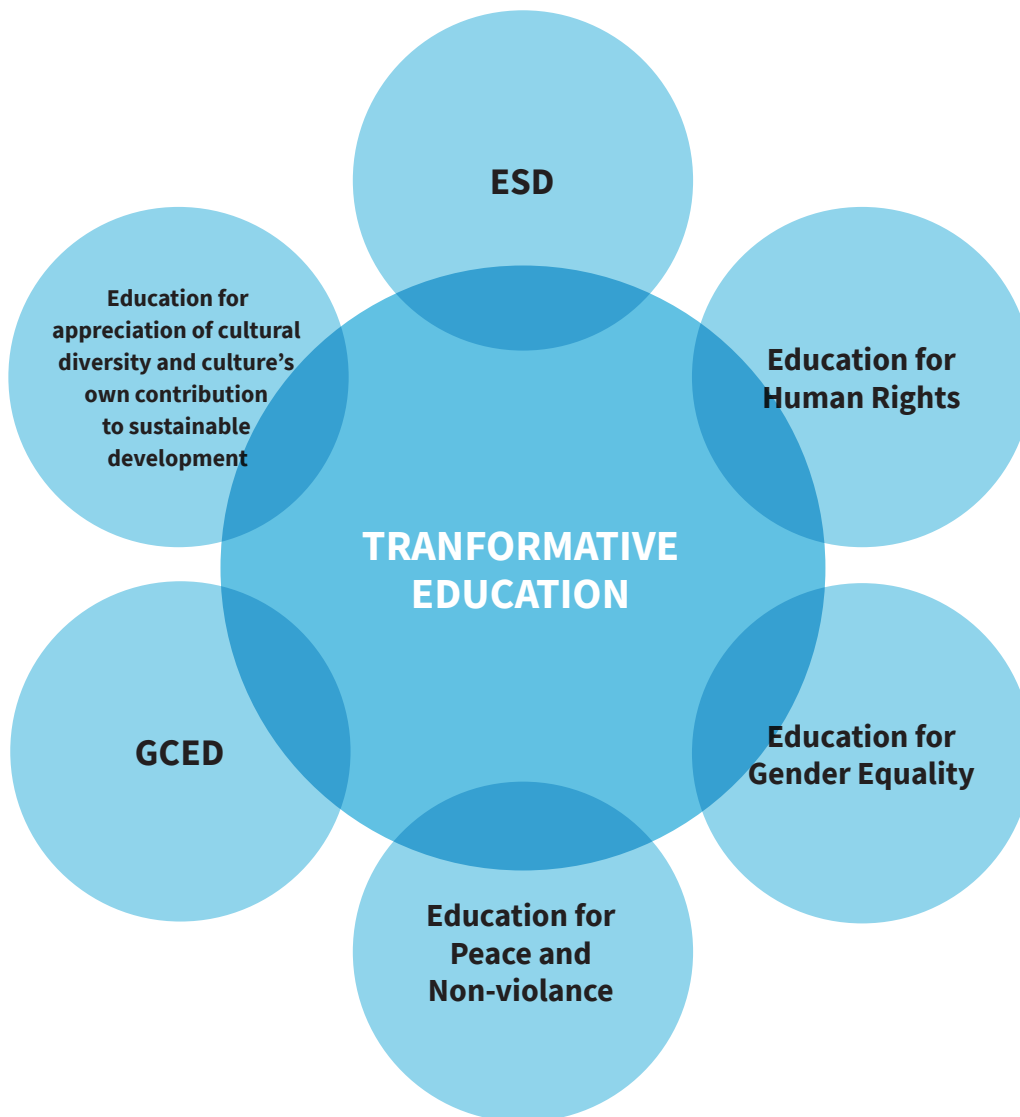 ESD
Education for
appreciation of cultural
diversity and culture’s
own contribution
to sustainable
development
Education for
Human Rights
TRANFORMATIVE
EDUCATION
GCED
Education for
Gender Equality
Education for
Peace and
Non-violance